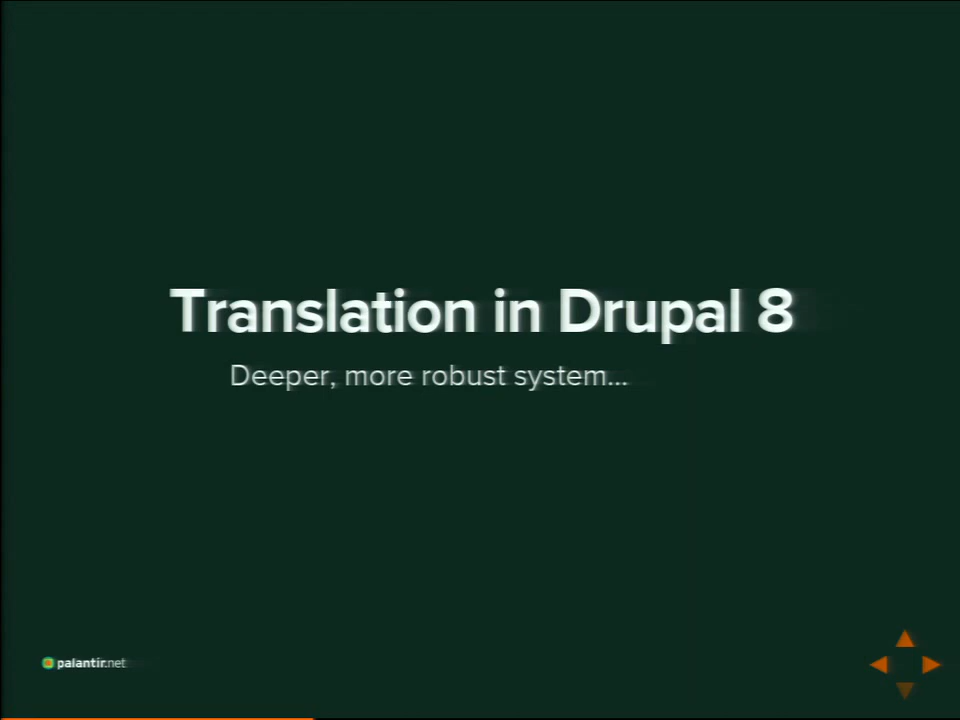 Translation in Drupal 8
Deeper, more robust system...
palantir.net